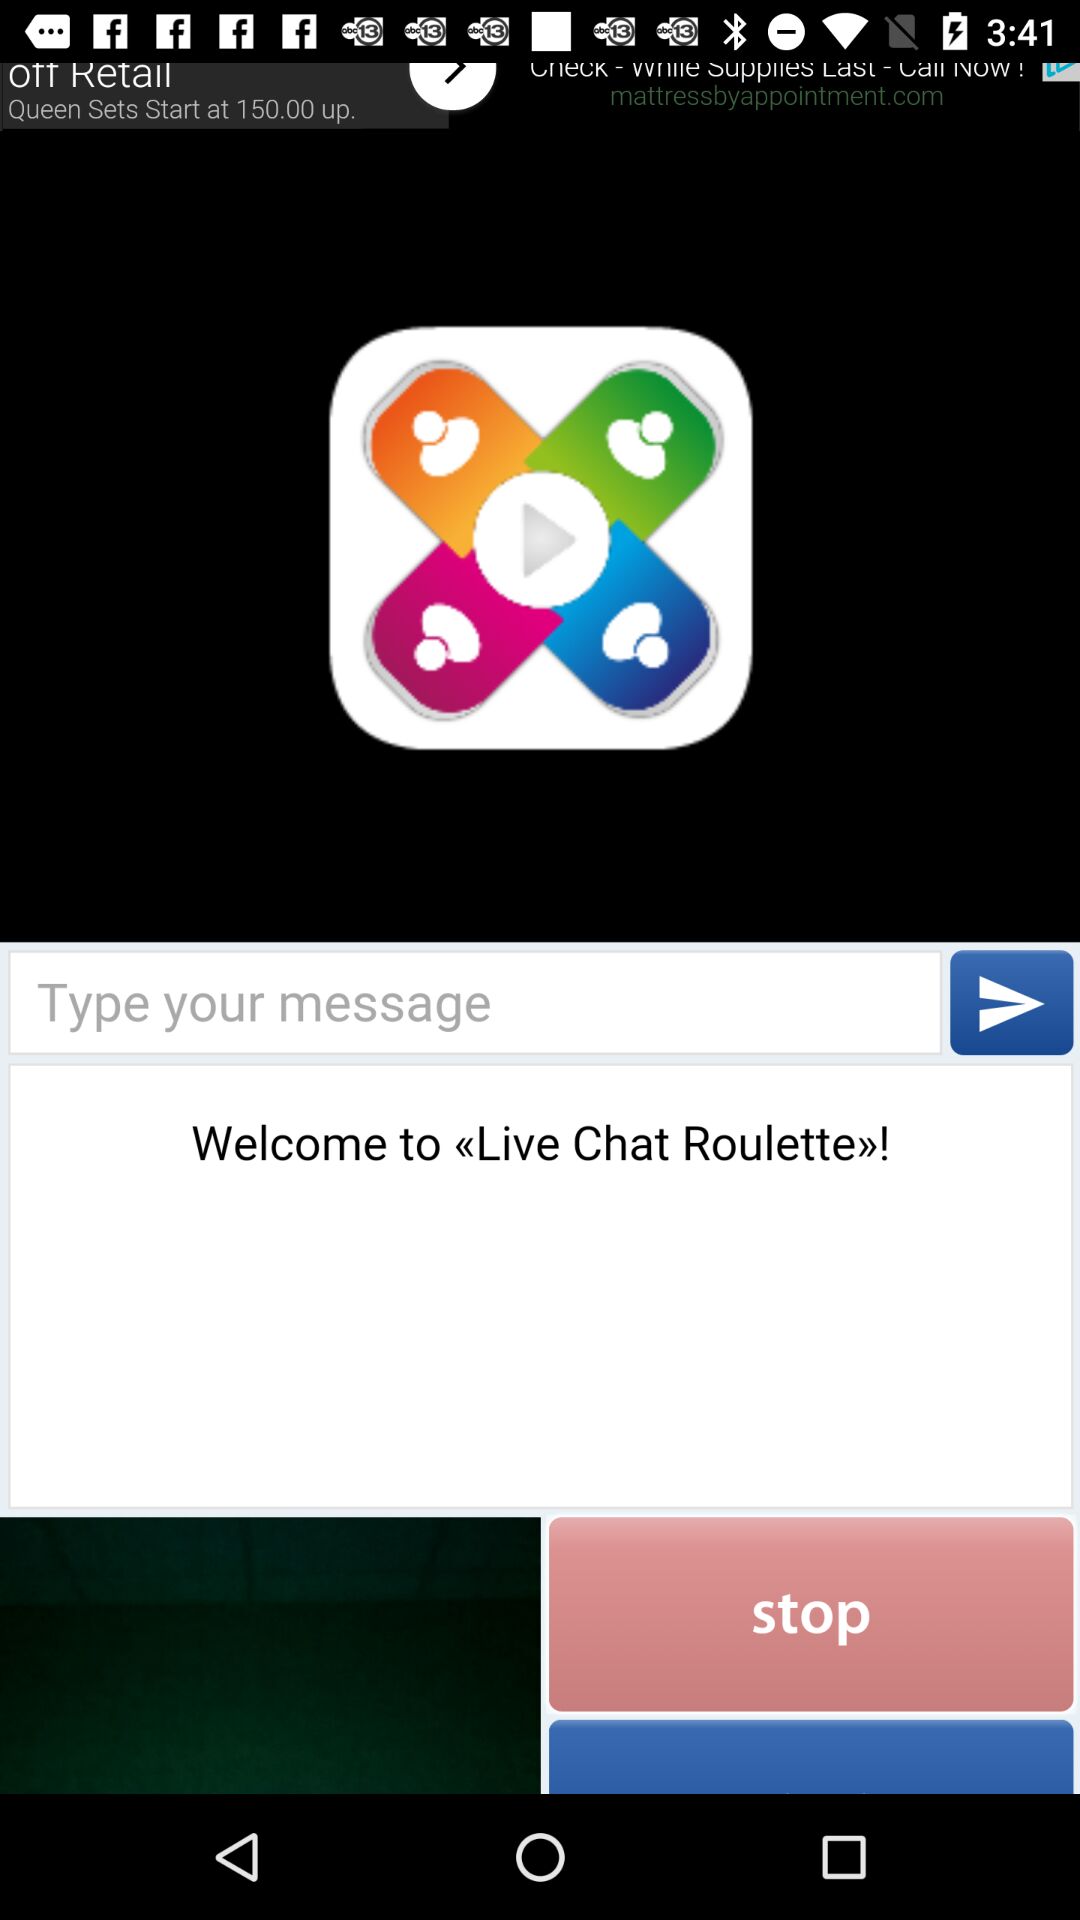 3:41
off Retail
Queen Sets Start at 150.00 up.
Check - While Supplies Last - Call Now !
mattressbyappointment.com
Type your message
Welcome to «Live Chat Roulette»!
stop